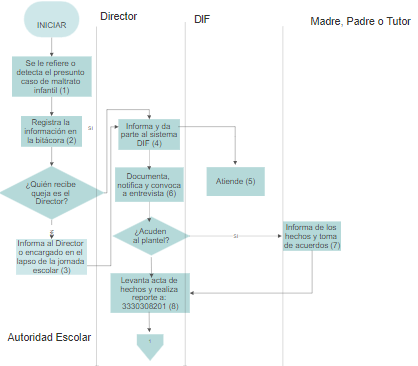 Director
DIF
Madre, Padre o Tutor
INICIAR
Se le refiere o
detecta el presunto
caso de maltrato
infantil (1)
Registra la
información en
la bitácora (2)
SI
Informa y da
parte al sistema
DIF (4)
¿Quién recibe
queja es el
Director?
Documenta,
notifica y convoca
a entrevista (6)
Atiende (5)
¿Acuden
al plantel?
SI
Informa de los
hechos y toma
de acuerdos (7)
Informa al Director
o encargado en el
lapso de la jornada
escolar (3)
Levanta acta de
hechos y realiza
reporte a:
3330308201 (8)
Autoridad Escolar